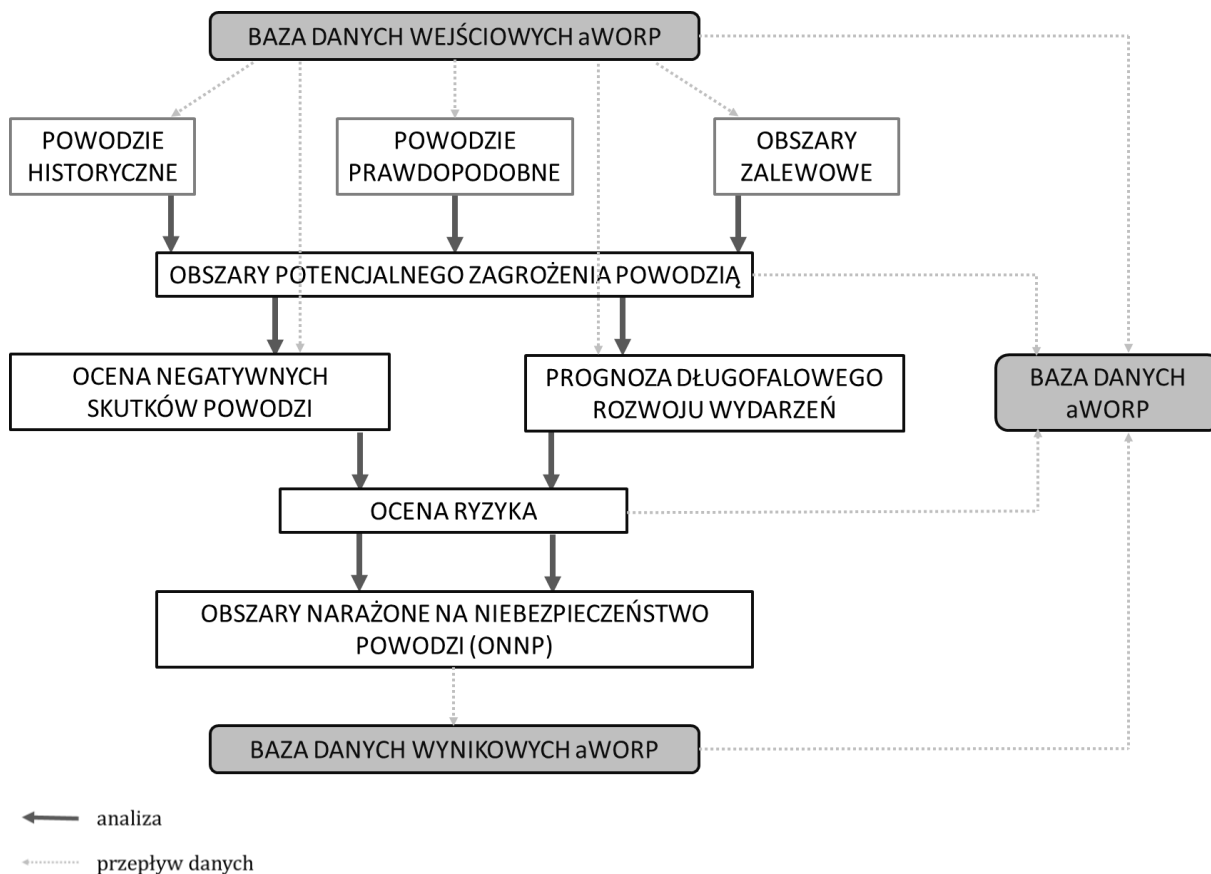 BAZA DANYCH WEJŚCIOWYCH aWORP
POWODZIE
HISTORYCZNE
POWODZIE
PRAWDOPODOBNE
OBSZARY
ZALEWOWE
OBSZARY POTENCJALNEGO ZAGROŻENIA POWODZIĄ
OCENA NEGATYWNYCH
SKUTKÓW POWODZI
PROGNOZA DŁUGOFALOWEGO
ROZWOJU WYDARZEŃ
BAZA DANYCH
aWORP
OCENA RYZYKA
OBSZARY NARAŻONE NA NIEBEZPIECZEŃSTWO
POWODZI (ONNP)
BAZA DANYCH WYNIKOWYCH aWORP
analiza
przepływ danych